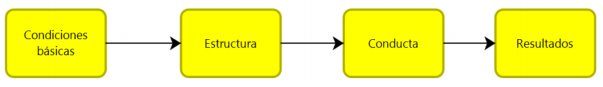 Condiciones
básicas
Estructura
Conducta
Resultados